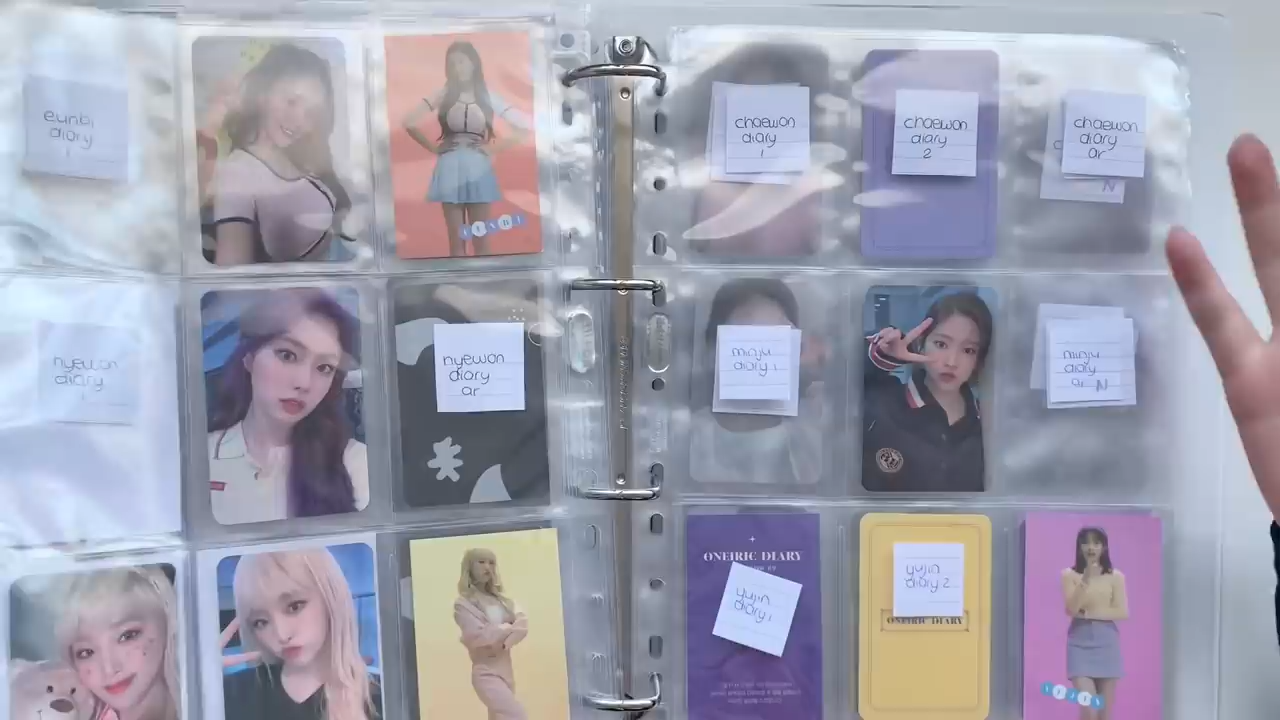 eunbi
diary
1
chaewon
diary
1
chaewon
diary
2
chaewon
diary
ar
N
hyewon
diary
1
hyewon
diary
ar
minju
diary 1
minju
diary
ar N
ONEIRIC DIARY
yujin
diary 1
yujin
diary 2
ONEIRIC DIARY
YUJIN